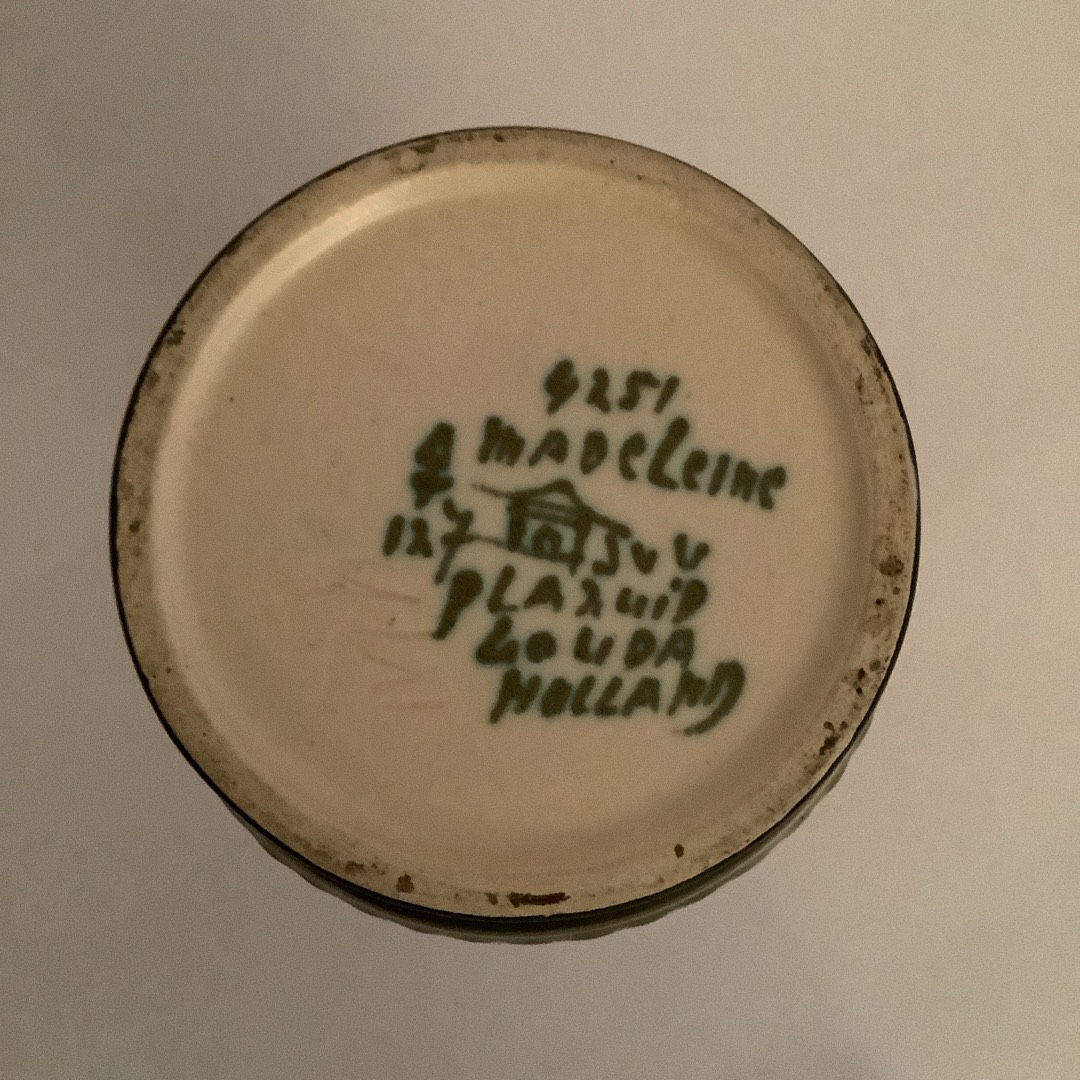 4251
MADELEINE
127
PLAZUID
GOUDA
HOLLAND